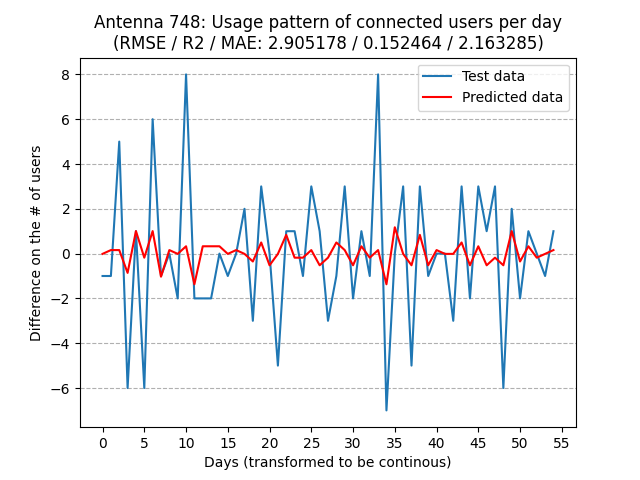 Antenna 748: Usage pattern of connected users per day
(RMSE / R2 / MAE: 2.905178 / 0.152464 / 2.163285)
Test data
Predicted data
Difference on the # of users
8
6
4
2
0
−2
−4
−6
0 5 10 15 20 25 30 35 40 45 50 55
Days (transformed to be continous)